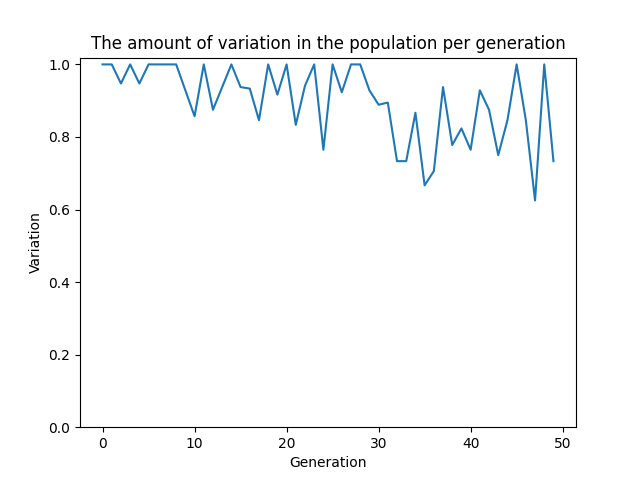 The amount of variation in the population per generation
1.0
0.8
0.6
0.4
0.2
0.0
Variation
0 10 20 30 40 50
Generation